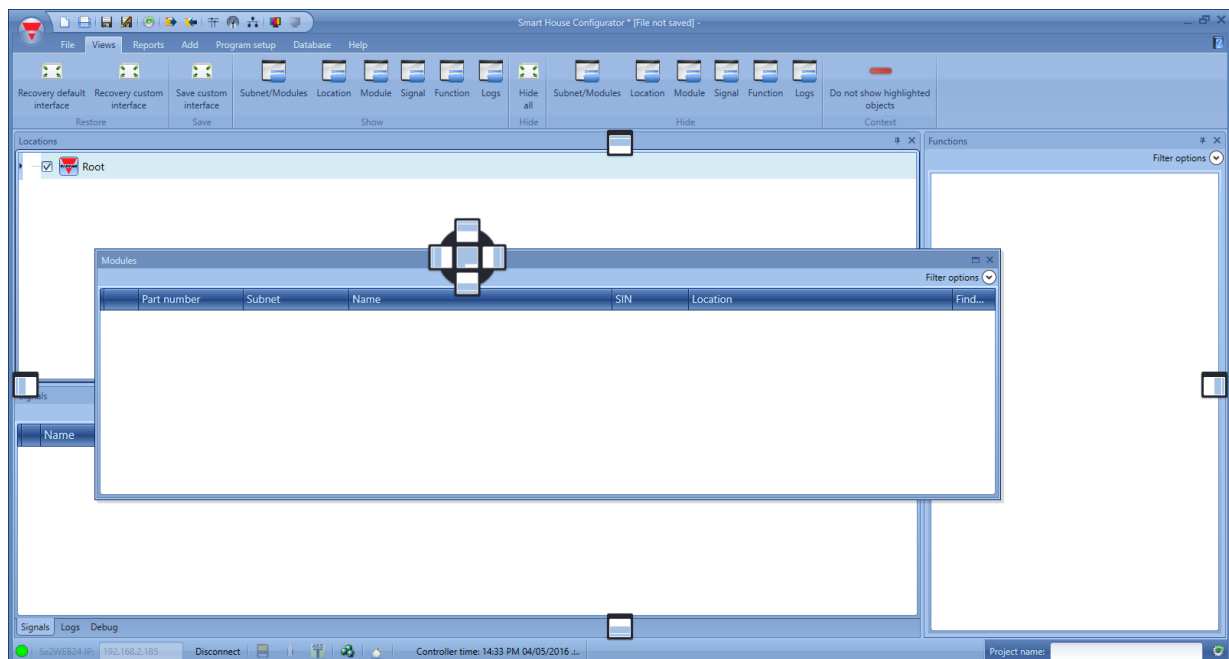 Smart House Configurator * [File not saved] -
File Views Reports Add Program setup Database Help
Recovery default interface
Recovery custom interface
Save custom interface
Subnet/Modules Location Module Signal Function Logs
Hide all
Subnet/Modules Location Module Signal Function Logs
Do not show highlighted objects
Restore Save Show Hide Hide Context
Locations
Functions
Filter options
Root
Modules
Filter options
Part number Subnet Name SIN Location Find...
Signals
Name
Signals Logs Debug
Sx2WEB24 IP: 192.168.2.185 Disconnect Controller time: 14:33 PM 04/05/2016 ... Project name: